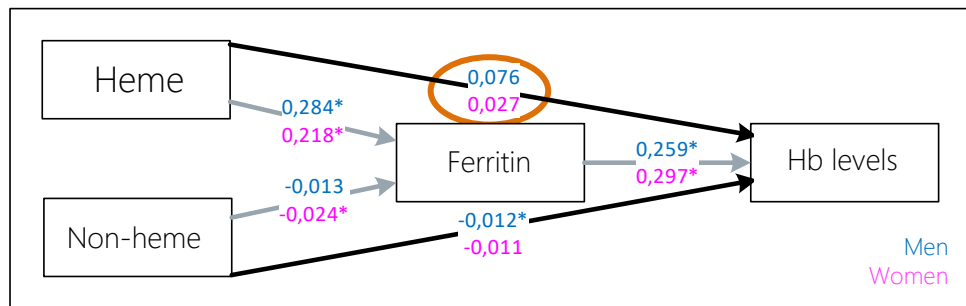 Heme
0,076
0,027
0,284*
0,218*
Ferritin
0,259*
0,297*
Hb levels
-0,013
-0,024*
Non-heme
-0,012*
-0,011
Men
Women